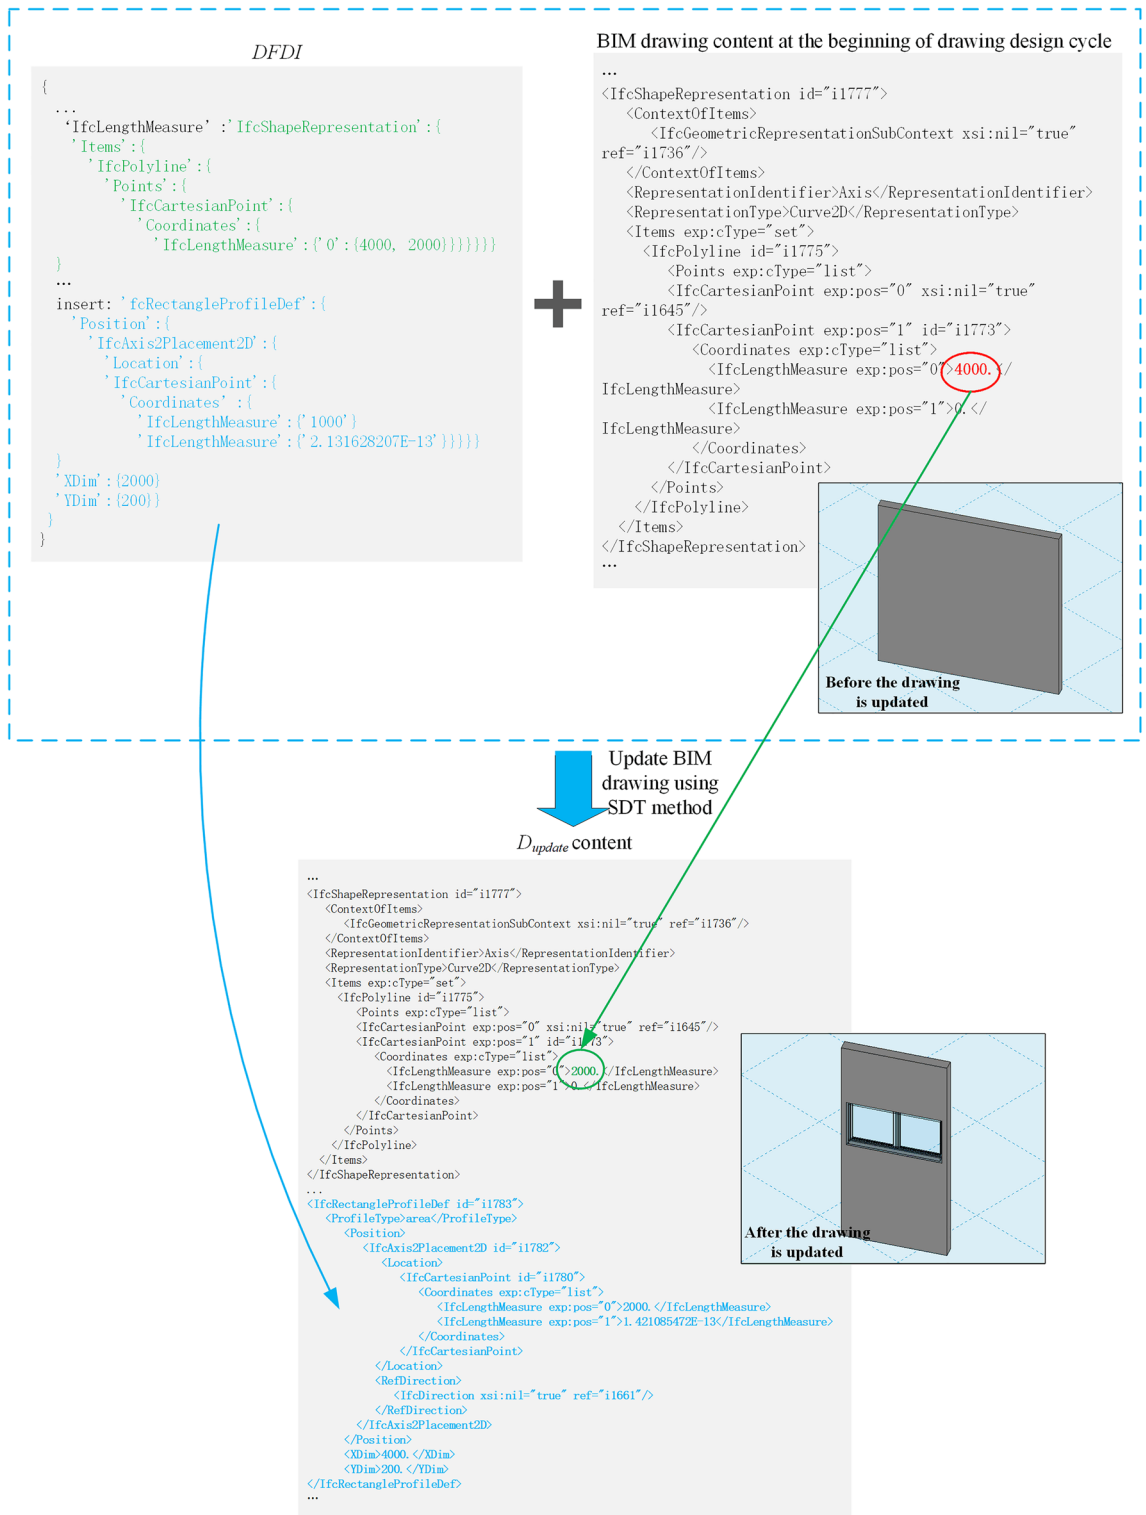 DFDI
{
...
‘IfcLengthMeasure’ :'IfcShapeRepresentation':{
'Items':{
'IfcPolyline':{
'Points':{
'IfcCartesianPoint':{
'Coordinates':{
'IfcLengthMeasure':{'0':{4000, 2000}}}}}}}
}
...
insert: 'fcRectangleProfileDef':{
'Position':{
'IfcAxis2Placement2D':{
'Location':{
'IfcCartesianPoint':{
'Coordinates' :{
'IfcLengthMeasure':{'1000'}
'IfcLengthMeasure':{'2.131628207E-13'}}}}}
}
'XDim':{2000}
'YDim':{200}}
}
}
BIM drawing content at the beginning of drawing design cycle
...
<IfcShapeRepresentation id="i1777">
<ContextOfItems>
<IfcGeometricRepresentationSubContext xsi:nil="true"
ref="i1736"/>
</ContextOfItems>
<RepresentationIdentifier>Axis</RepresentationIdentifier>
<RepresentationType>Curve2D</RepresentationType>
<Items exp:cType="set">
<IfcPolyline id="i1775">
<Points exp:cType="list">
<IfcCartesianPoint exp:pos="0" xsi:nil="true"
ref="i1645"/>
<IfcCartesianPoint exp:pos="1" id="i1773">
<Coordinates exp:cType="list">
<IfcLengthMeasure exp:pos="0">4000.</
IfcLengthMeasure>
<IfcLengthMeasure exp:pos="1">0.</
IfcLengthMeasure>
</Coordinates>
</IfcCartesianPoint>
</Points>
</IfcPolyline>
</Items>
</IfcShapeRepresentation>
...
Before the drawing
is updated
Update BIM
drawing using
SDT method
Dupdate content
...
<IfcShapeRepresentation id="i1777">
<ContextOfItems>
<IfcGeometricRepresentationSubContext xsi:nil="true" ref="i1736"/>
</ContextOfItems>
<RepresentationIdentifier>Axis</RepresentationIdentifier>
<RepresentationType>Curve2D</RepresentationType>
<Items exp:cType="set">
<IfcPolyline id="i1775">
<Points exp:cType="list">
<IfcCartesianPoint exp:pos="0" xsi:nil="true" ref="i1645"/>
<IfcCartesianPoint exp:pos="1" id="i1773">
<Coordinates exp:cType="list">
<IfcLengthMeasure exp:pos="0">2000.</IfcLengthMeasure>
<IfcLengthMeasure exp:pos="1">0.</IfcLengthMeasure>
</Coordinates>
</IfcCartesianPoint>
</Points>
</IfcPolyline>
</Items>
</IfcShapeRepresentation>
...
<IfcRectangleProfileDef id="i1783">
<ProfileType>area</ProfileType>
<Position>
<IfcAxis2Placement2D id="i1782">
<Location>
<IfcCartesianPoint id="i1780">
<Coordinates exp:cType="list">
<IfcLengthMeasure exp:pos="0">2000.</IfcLengthMeasure>
<IfcLengthMeasure exp:pos="1">1.421085472E-13</IfcLengthMeasure>
</Coordinates>
</IfcCartesianPoint>
</Location>
<RefDirection>
<IfcDirection xsi:nil="true" ref="i1661"/>
</RefDirection>
</IfcAxis2Placement2D>
</Position>
<XDim>4000.</XDim>
<YDim>200.</YDim>
</IfcRectangleProfileDef>
...
After the drawing
is updated